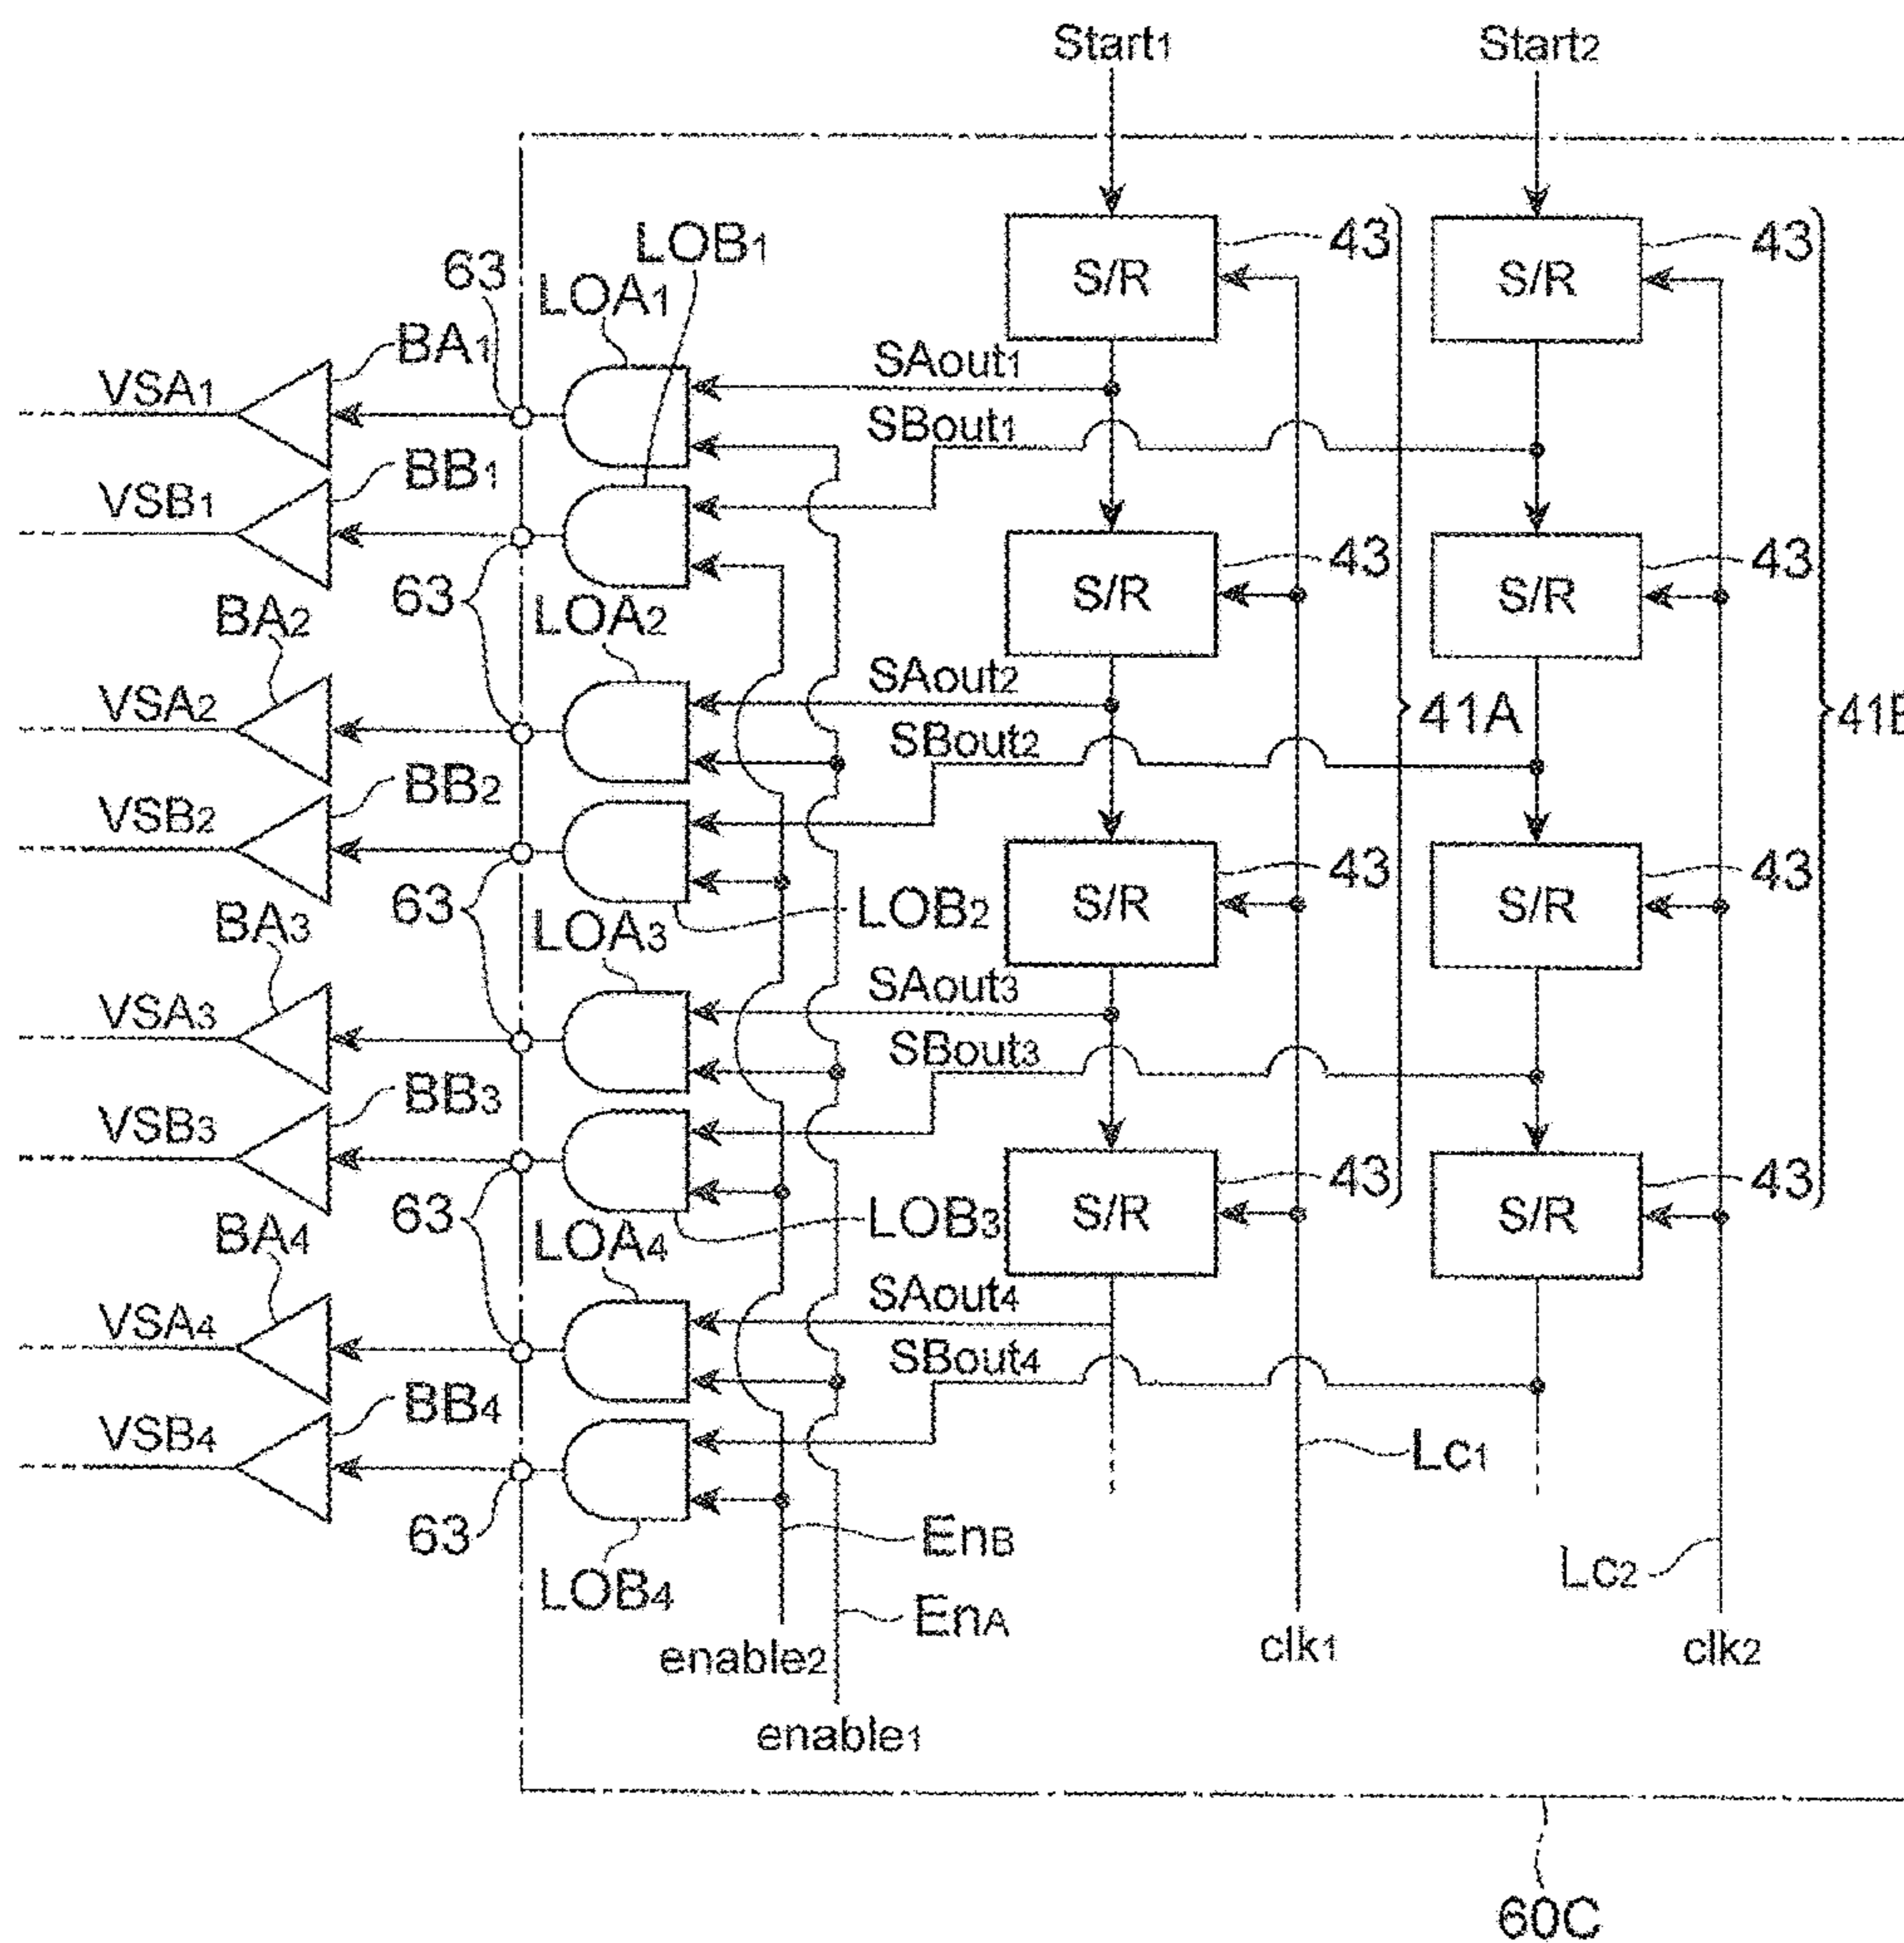 Start1 Start2
LOB1 43 43
63 LOA1 S/R S/R
BA1 SAout1
VSA1
SBout1
BB1
VSB1
43 43
63 LOA2 S/R S/R
BA2
SAout2
VSA2 41A
SBout2
BB2
VSB2
43 43
63 LOA3 LOB2 S/R S/R
BA3
SAout3
VSA3
SBout3
BB3
VSB3
43 43
63 LOA4 LOB3 S/R S/R
BA4
SAout4
VSA4
SBout4
BB4
VSB4
Lc1
63 EnB
LOB4 Lc2
EnA
enable2 clk1 clk2
enable1
60C